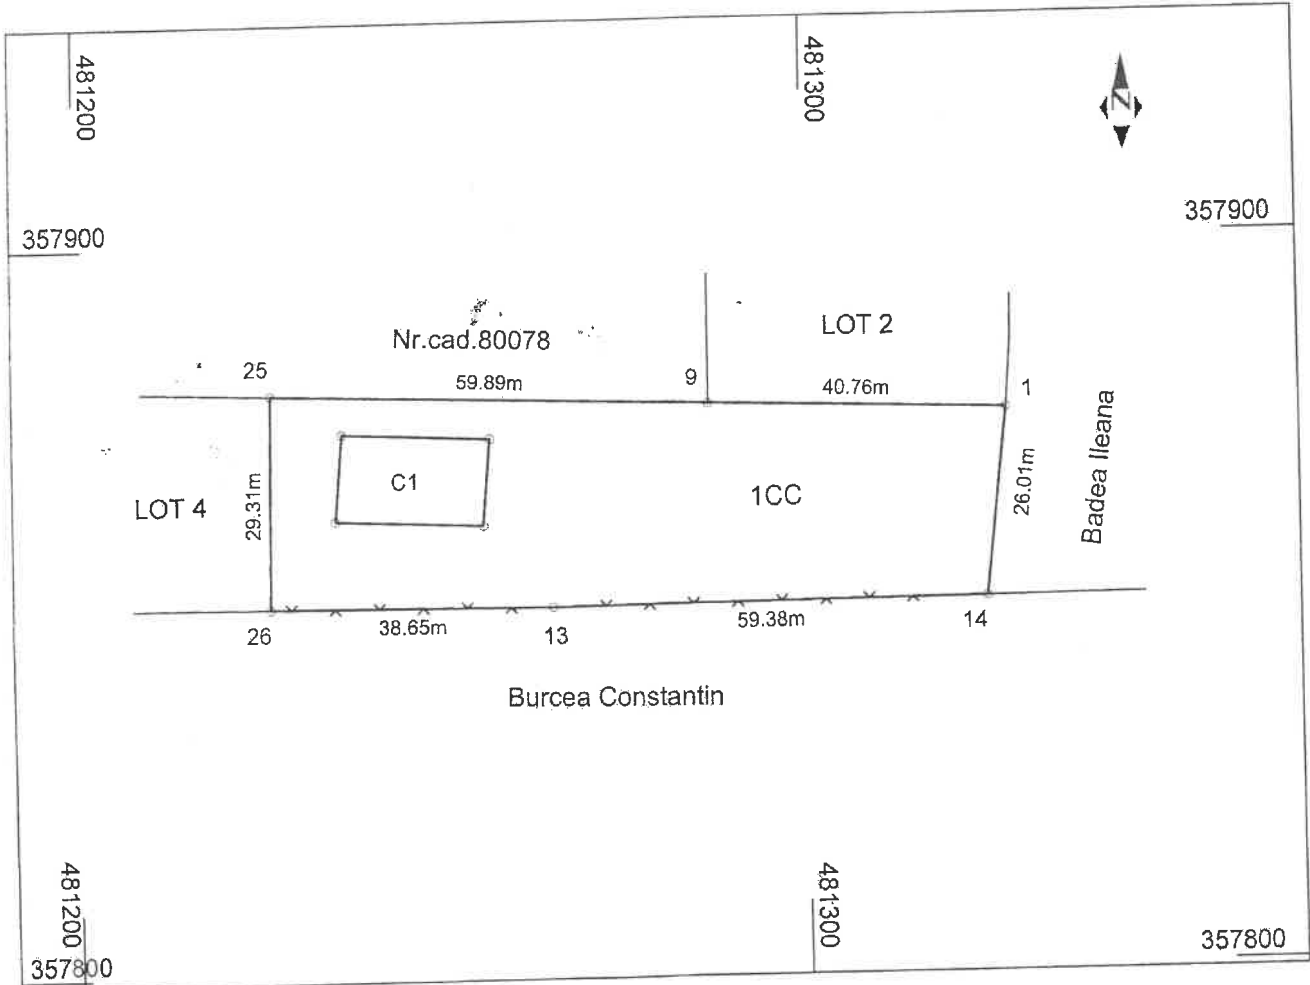 481200
481300
N
357900
357900
LOT 2
Nr.cad.80078
25
59.89m
9
40.76m
1
Badea Ileana
C1
1CC
26.01m
LOT 4
29.31m
26
38.65m
13
59.38m
14
Burcea Constantin
481200
481300
357800
357800